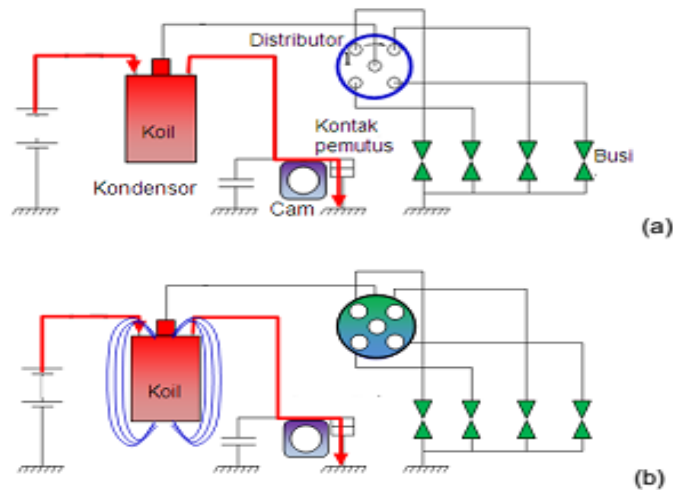 Distributor
Koil
Kontak
pemutus
Busi
Kondensor
Cam
(a)
Koil
(b)